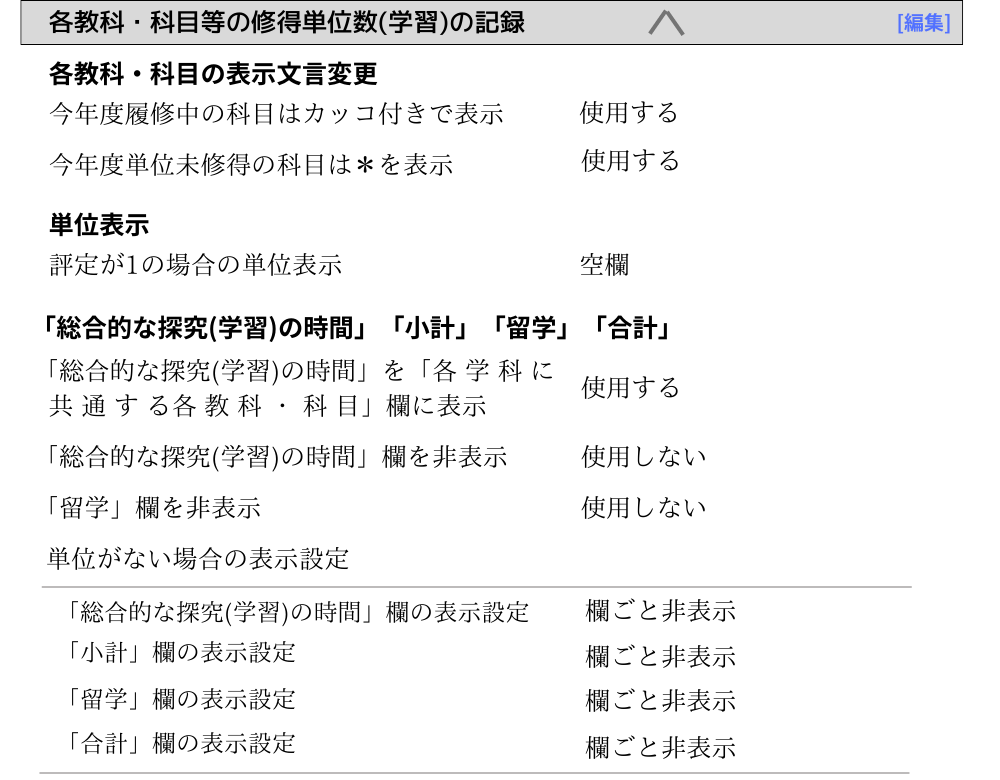 各教科・科目等の修得単位数(学習)の記録 [編集]
各教科・科目の表示文言変更
今年度履修中の科目はカッコ付きで表示 使用する
今年度単位未修得の科目は＊を表示 使用する
単位表示
評定が1の場合の単位表示 空欄
「総合的な探究(学習)の時間」「小計」「留学」「合計」
「総合的な探究(学習)の時間」を「各 学 科 に
共 通 す る各 教 科 ・ 科 目」欄に表示 使用する
「総合的な探究(学習)の時間」欄を非表示 使用しない
「留学」欄を非表示 使用しない
単位がない場合の表示設定
「総合的な探究(学習)の時間」欄の表示設定 欄ごと非表示
「小計」欄の表示設定 欄ごと非表示
「留学」欄の表示設定 欄ごと非表示
「合計」欄の表示設定 欄ごと非表示